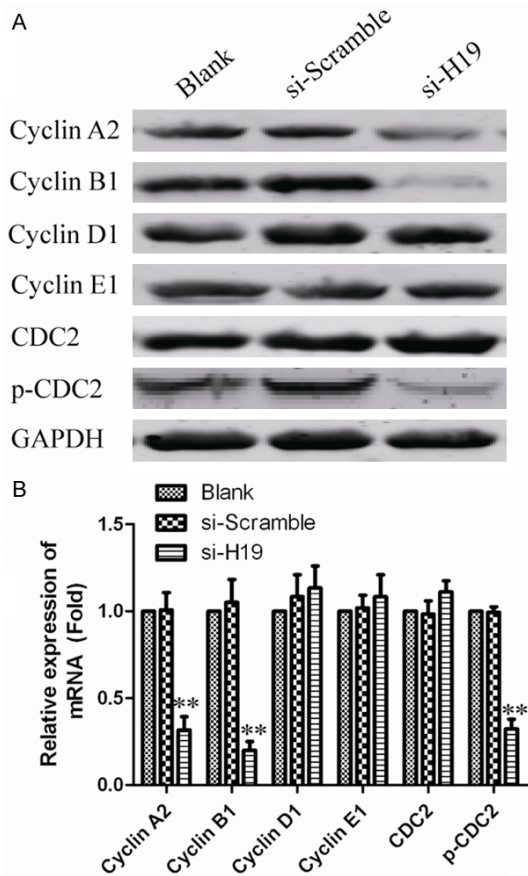 A
Blank si-Scramble si-H19
Cyclin A2
Cyclin B1
Cyclin D1
Cyclin E1
CDC2
p-CDC2
GAPDH
B
Blank
si-Scramble
si-H19
Relative expression of
mRNA (Fold)
1.5
1.0
0.5
0.0
** ** **
Cyclin A2 Cyclin B1 Cyclin D1 Cyclin E1 CDC2 p-CDC2